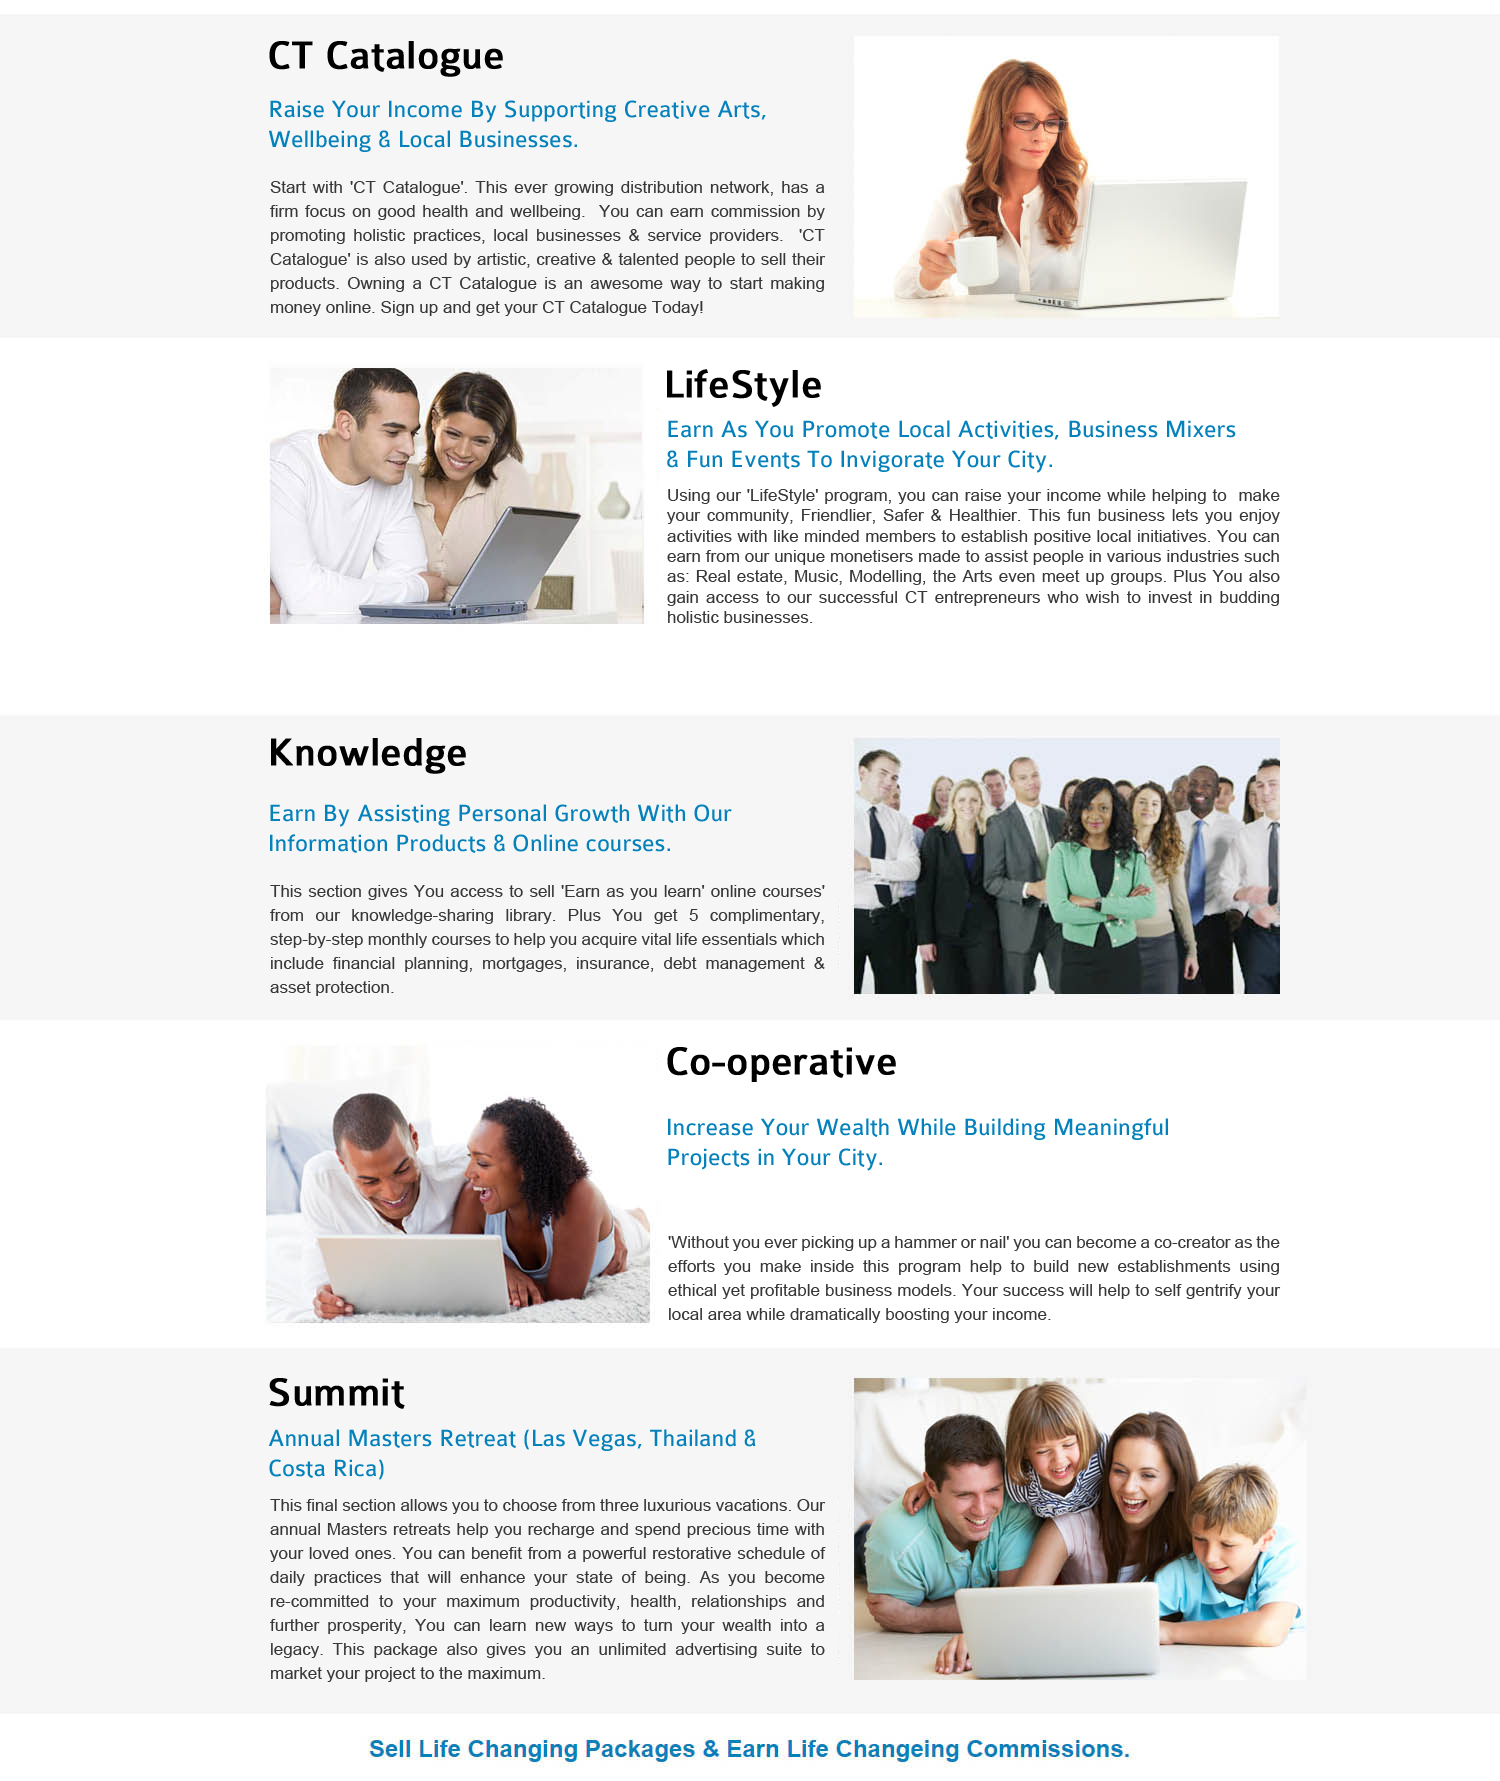 CT Catalogue
Raise Your Income By Supporting Creative Arts,
Wellbeing & Local Businesses.
Start with 'CT Catalogue'. This ever growing distribution network, has a
firm focus on good health and wellbeing. You can earn commission by
promoting holistic practices, local businesses & service providers. 'CT
Catalogue' is also used by artistic, creative & talented people to sell their
products. Owning a CT Catalogue is an awesome way to start making
money online. Sign up and get your CT Catalogue Today!
LifeStyle
Earn As You Promote Local Activities, Business Mixers
& Fun Events To Invigorate Your City.
Using our 'LifeStyle' program, you can raise your income while helping to make
your community, Friendlier, Safer & Healthier. This fun business lets you enjoy
activities with like minded members to establish positive local initiatives. You can
earn from our unique monetisers made to assist people in various industries such
as: Real estate, Music, Modelling, the Arts even meet up groups. Plus You also
gain access to our successful CT entrepreneurs who wish to invest in budding
holistic businesses.
Knowledge
Earn By Assisting Personal Growth With Our
Information Products & Online courses.
This section gives You access to sell 'Earn as you learn' online courses'
from our knowledge-sharing library. Plus You get 5 complimentary,
step-by-step monthly courses to help you acquire vital life essentials which
include financial planning, mortgages, insurance, debt management &
asset protection.
Co-operative
Increase Your Wealth While Building Meaningful
Projects in Your City.
'Without you ever picking up a hammer or nail' you can become a co-creator as the
efforts you make inside this program help to build new establishments using
ethical yet profitable business models. Your success will help to self gentrify your
local area while dramatically boosting your income.
Summit
Annual Masters Retreat (Las Vegas, Thailand &
Costa Rica)
This final section allows you to choose from three luxurious vacations. Our
annual Masters retreats help you recharge and spend precious time with
your loved ones. You can benefit from a powerful restorative schedule of
daily practices that will enhance your state of being. As you become
re-committed to your maximum productivity, health, relationships and
further prosperity, You can learn new ways to turn your wealth into a
legacy. This package also gives you an unlimited advertising suite to
market your project to the maximum.
Sell Life Changing Packages & Earn Life Changeing Commissions.